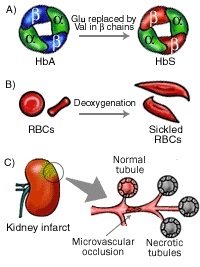 A)
Glu replaced by
Val in β chains
α β
β α
HbA
α β
β α
HbS
B)
Deoxygenation
RBCs
Sickled
RBCs
C)
Normal
tubule
Kidney infarct
Microvascular
occlusion
Necrotic
tubules